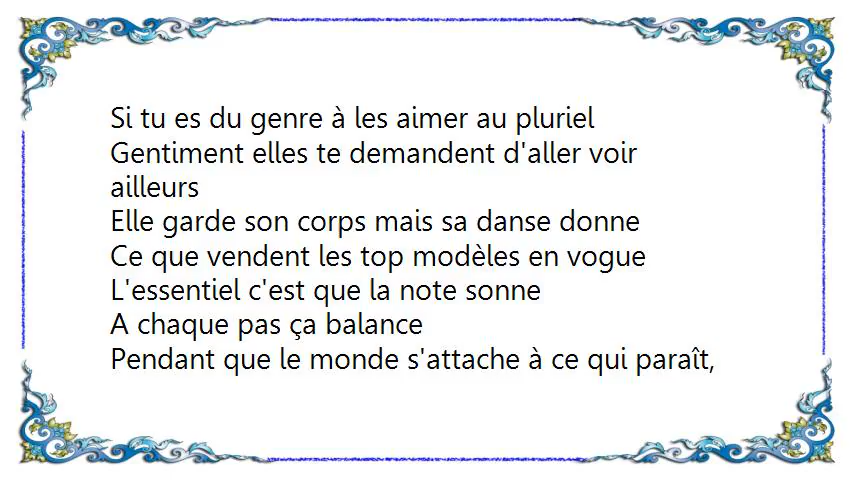 Si tu es du genre à les aimer au pluriel
Gentiment elles te demandent d'aller voir
ailleurs
Elle garde son corps mais sa danse donne
Ce que vendent les top modèles en vogue
L'essentiel c'est que la note sonne
A chaque pas ça balance
Pendant que le monde s'attache à ce qui paraît,